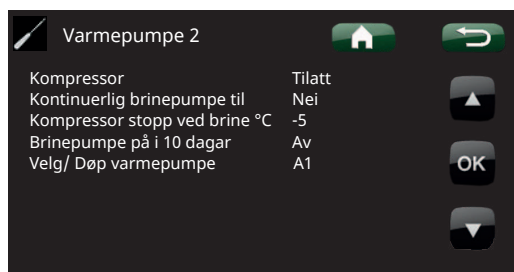 Varmepumpe 2
Kompressor Tilatt
Kontinuerlig brinepumpe til Nei
Kompressor stopp ved brine °C -5
Brinepumpe på i 10 dagar Av
Velg/ Døp varmepumpe A1
OK